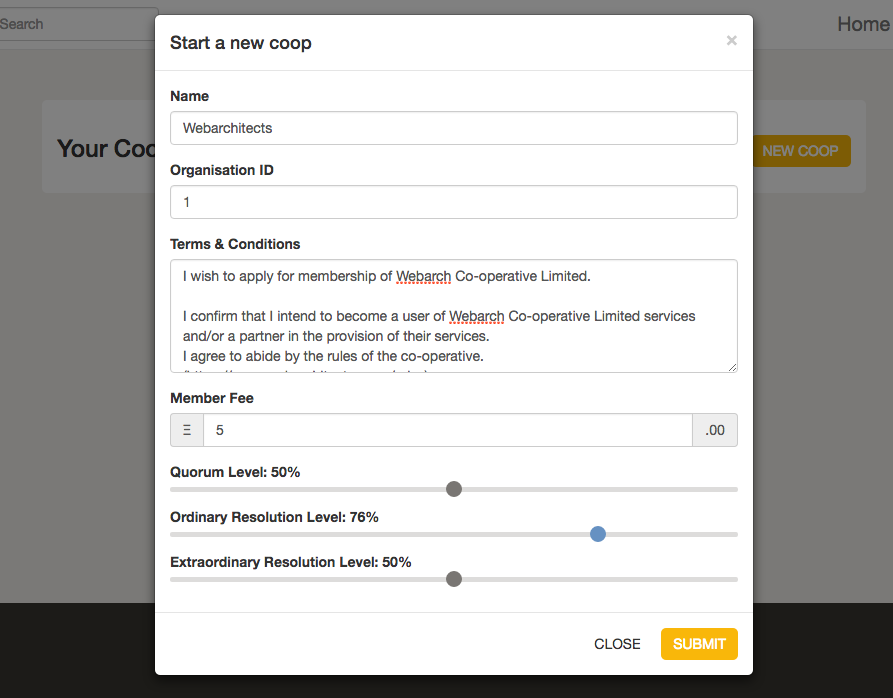 Search
Home
Start a new coop
×
Your Coo
NEW COOP
Name
Webarchitects
Organisation ID
1
Terms & Conditions
I wish to apply for membership of Webarch Co-operative Limited.
I confirm that I intend to become a user of Webarch Co-operative Limited services
and/or a partner in the provision of their services.
I agree to abide by the rules of the co-operative.
Member Fee
Ξ 5 .00
Quorum Level: 50%
Ordinary Resolution Level: 76%
Extraordinary Resolution Level: 50%
CLOSE
SUBMIT